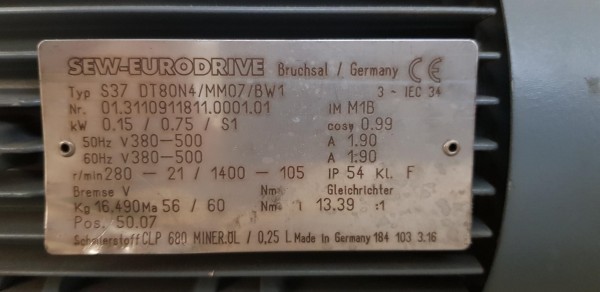 SEW-EURODRIVE Bruchsal / Germany CE
Typ S37 DT80N4/MM07/BW1 3 ~ IEC 34
Nr. 01.3110911811.0001.01 IM M1B
kW 0,15 / 0.75 / S1 cosφ 0.99
50Hz V 380-500 A 1.90
60Hz V 380-500 A 1.90
r/min 280 - 21 / 1400 - 105 IP 54 Kl. F
Bremse V Nm Gleichrichter
Kg 16.490 Ma 56 / 60 Nm i 13.39 :1
Pos. 50.07
Schmierstoff CLP 680 MINER.ÖL / 0,25 L Made in Germany 184 103 3.16